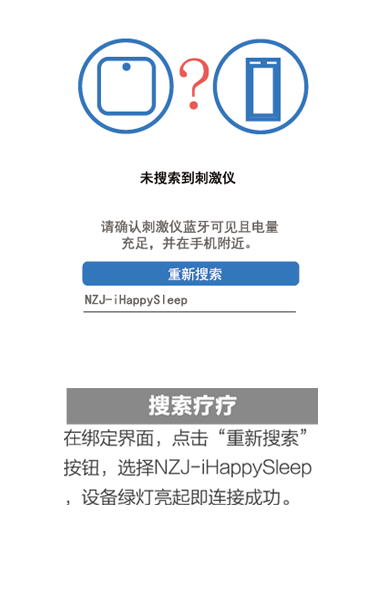 ?
未搜索到刺激仪
请确认刺激仪蓝牙可见且电量
充足，并在手机附近。
重新搜索
NZJ-iHappySleep
搜索疗疗
在绑定界面，点击“重新搜索”
按钮，选择NZJ-iHappySleep
，设备绿灯亮起即连接成功。